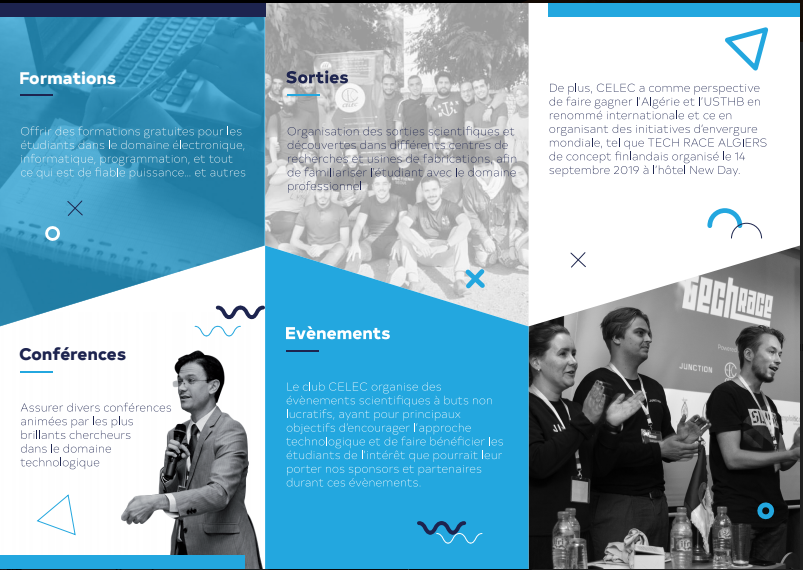 Formations
Offrir des formations gratuites pour les
étudiants dans le domaine électronique,
informatique, programmation, et tout
ce qui est de fiable puissance... et autres
Conférences
Assurer divers conférences
animées par les plus
brillants chercheurs
dans le domaine
technologique
Sorties
Organisation des sorties scientifiques et
découvertes dans différents centres de
recherches et usines de fabrications, afin
de familiariser l'étudiant avec le domaine
professionnel
Evènements
Le club CELEC organise des
évènements scientifiques à buts non
lucratifs, ayant pour principaux
objectifs d'encourager l'approche
technologique et de faire bénéficier les
étudiants de l'intérêt que pourrait leur
porter nos sponsors et partenaires
durant ces évènements.
De plus, CELEC a comme perspective
de faire gagner l'Algérie et l'USTHB en
renommé internationale et ce en
organisant des initiatives d'envergure
mondiale, tel que TECH RACE ALGIERS
de concept finlandais organisé le 14
septembre 2019 à l'hôtel New Day.
techrace
Powered
JUNCTION